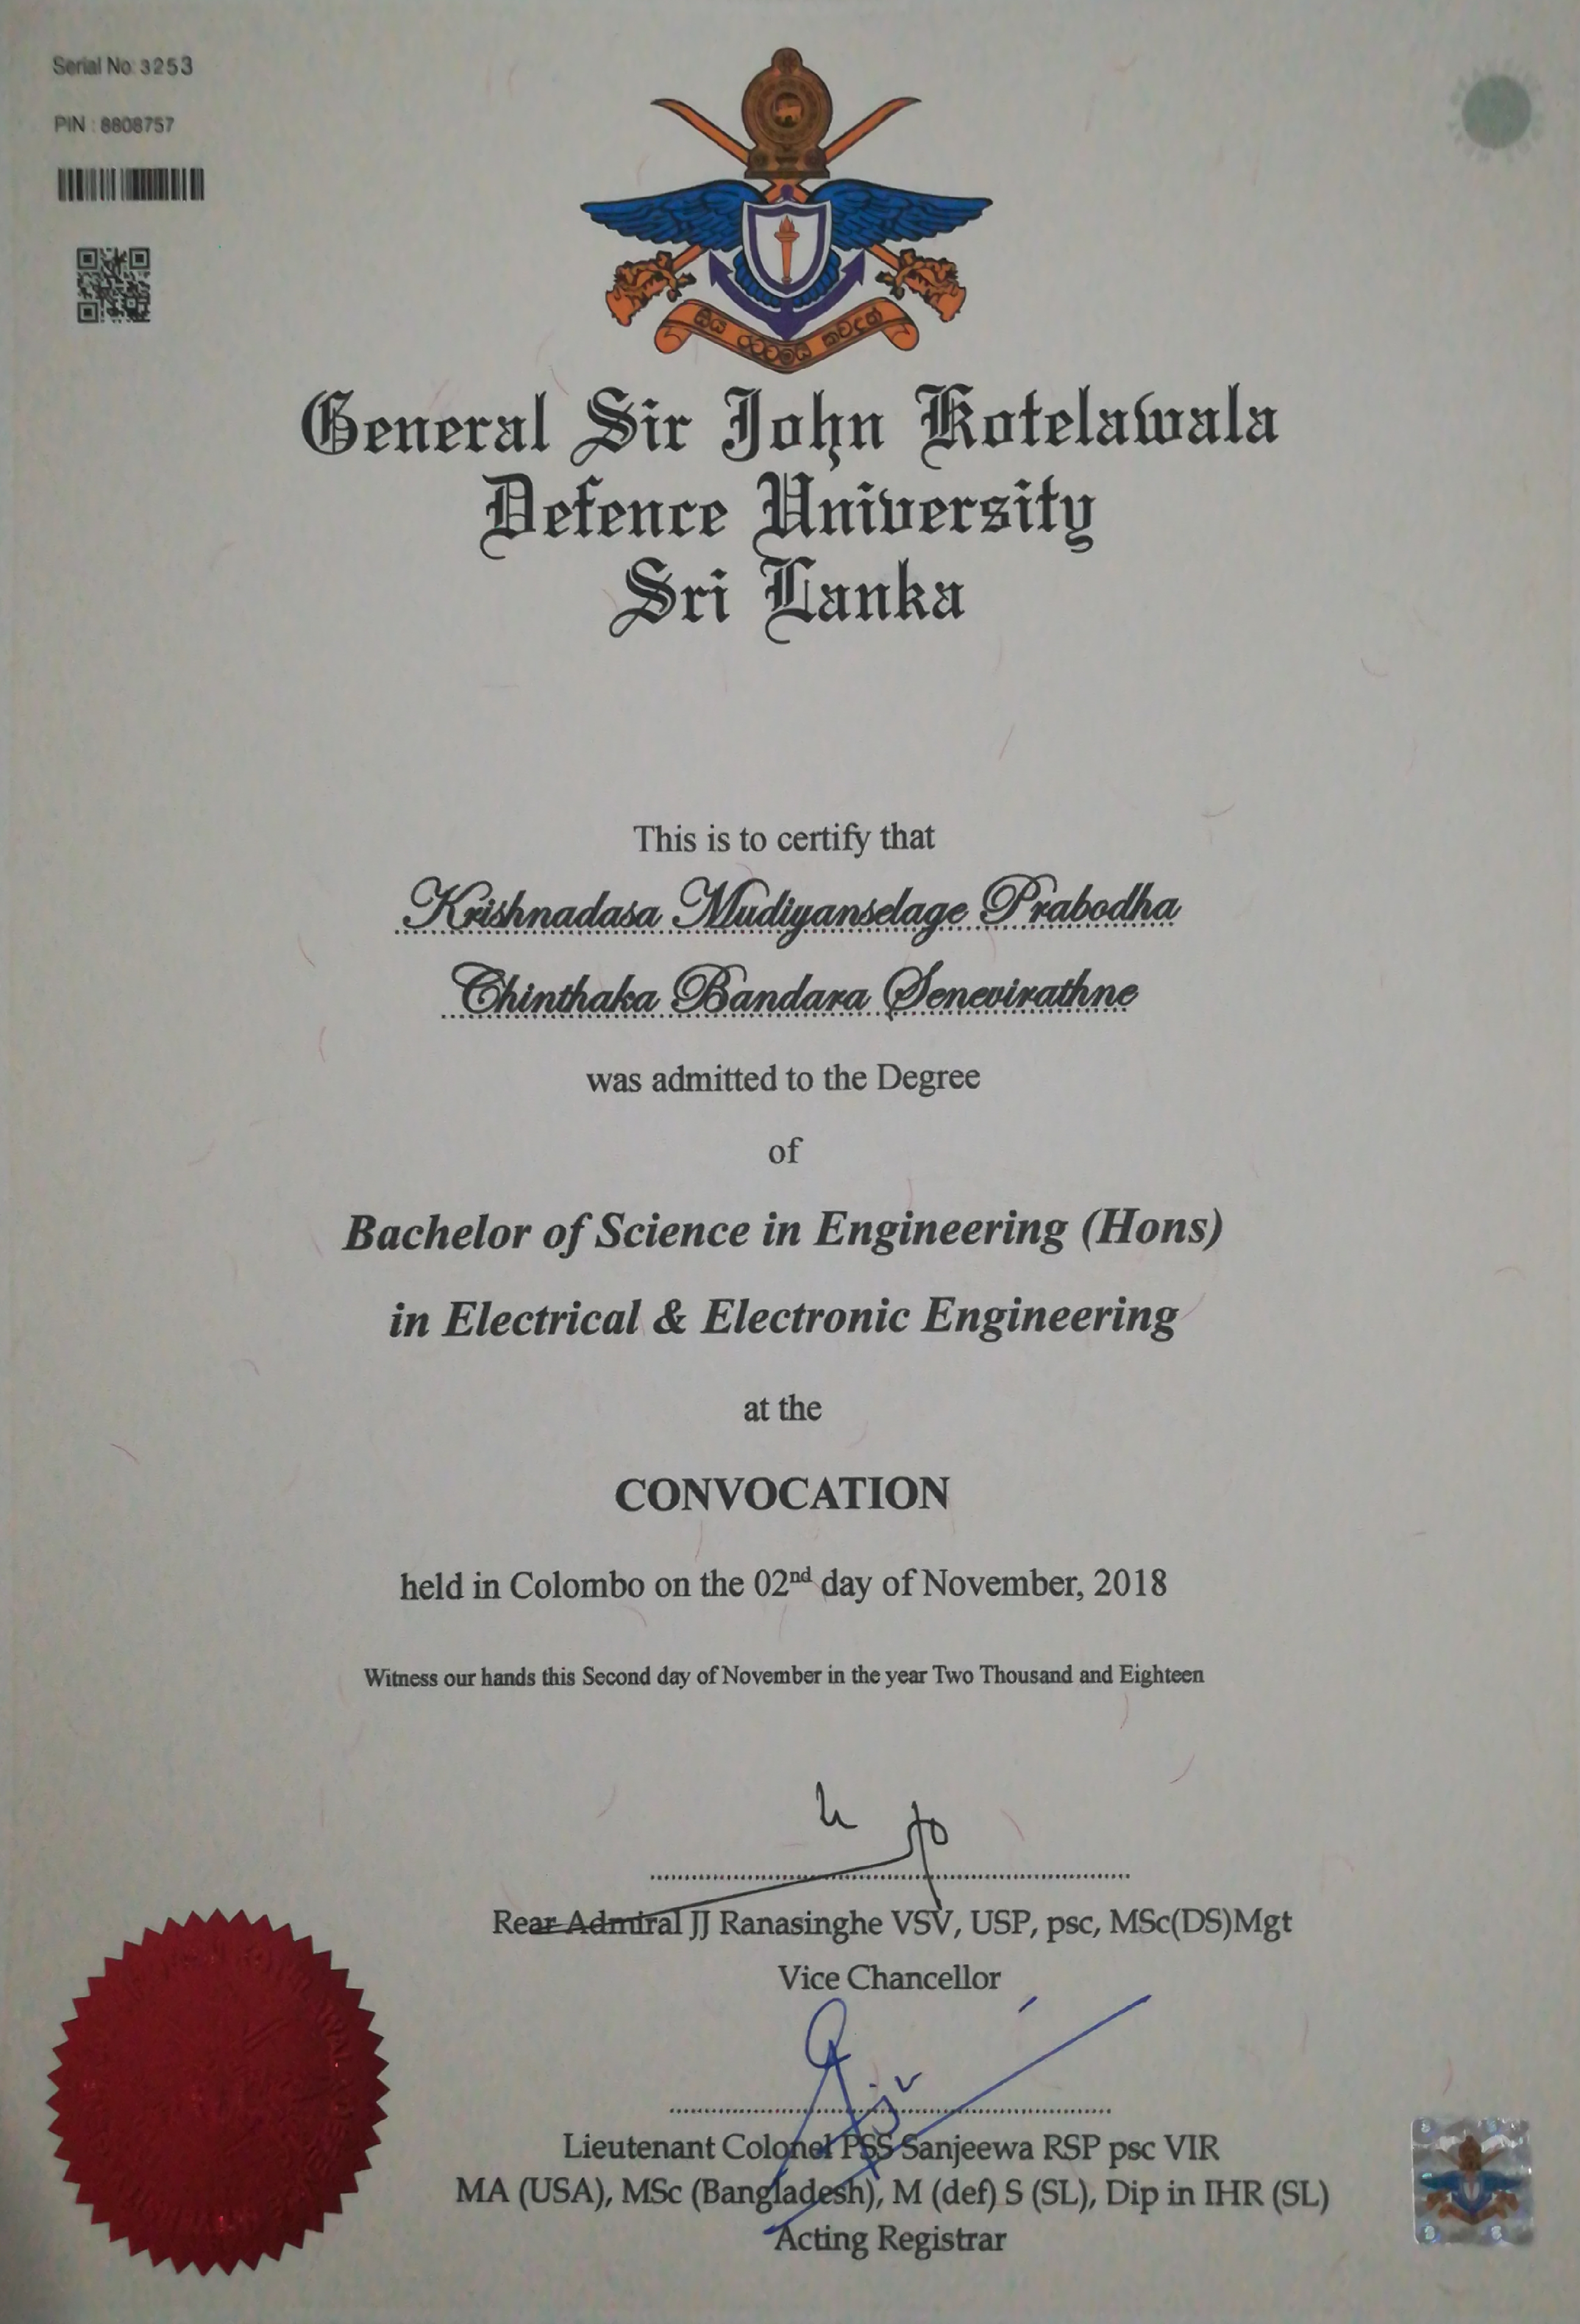 Serial No: 3253
PIN : 8808757
General Sir John Kotelawala
Defence University
Sri Lanka
This is to certify that
Krishnadasa Mudiyanselage Prabodha
Chinthaka Bandara Senevirathne
was admitted to the Degree
of
Bachelor of Science in Engineering (Hons)
in Electrical & Electronic Engineering
at the
CONVOCATION
held in Colombo on the 02nd day of November, 2018
Witness our hands this Second day of November in the year Two Thousand and Eighteen
Rear Admiral JJ Ranasinghe VSV, USP, psc, MSc(DS)Mgt
Vice Chancellor
Lieutenant Colonel PSS Sanjeewa RSP psc VIR
MA (USA), MSc (Bangladesh), M (def) S (SL), Dip in IHR (SL)
Acting Registrar